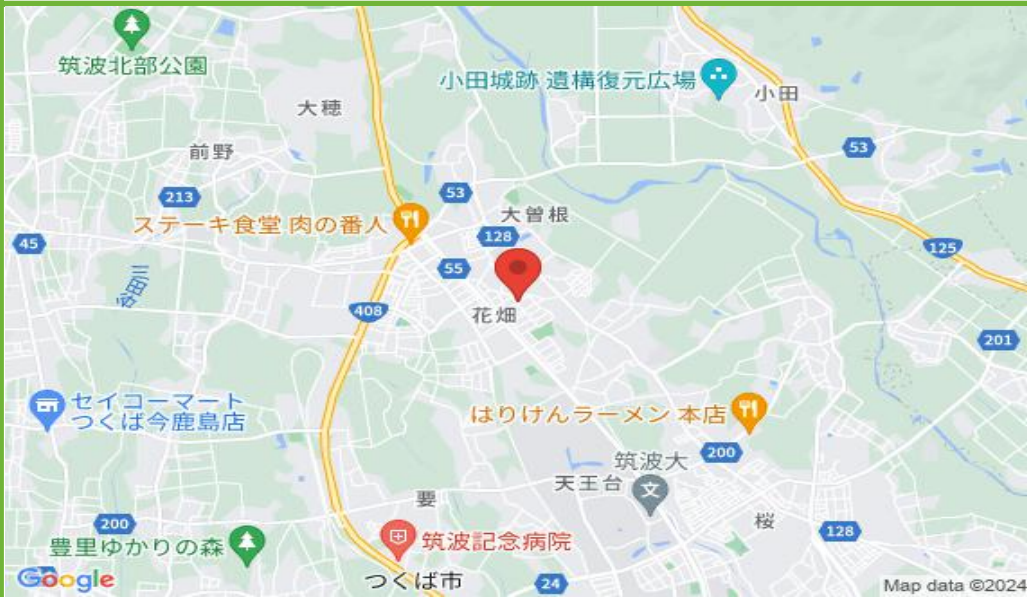 筑波北部公園
小田城跡 遺構復元広場
小田
大穂
前野
53
213
53
ステーキ食堂 肉の番人
大曽根
128
45
125
55
408
花畑
201
セイコーマート
つくば今鹿島店
はりけんラーメン 本店
200
筑波大
天王台
要
200
桜
128
豊里ゆかりの森
筑波記念病院
つくば市
24
Google
Map data ©2024